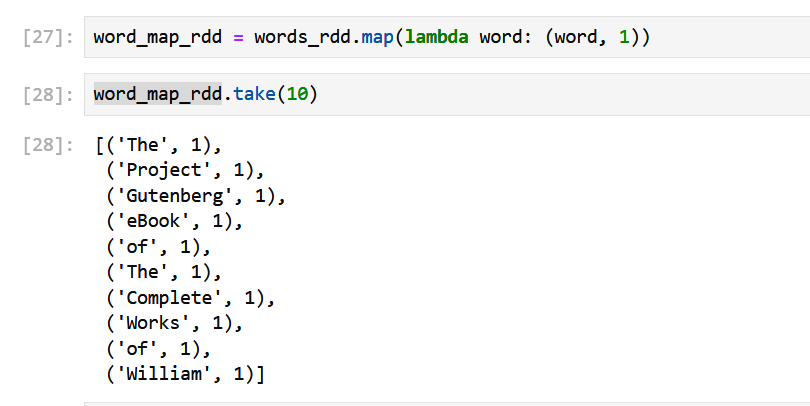 [27]: word_map_rdd = words_rdd.map(lambda word: (word, 1))
[28]: word_map_rdd.take(10)
[28]: [('The', 1),
('Project', 1),
('Gutenberg', 1),
('eBook', 1),
('of', 1),
('The', 1),
('Complete', 1),
('Works', 1),
('of', 1),
('William', 1)]